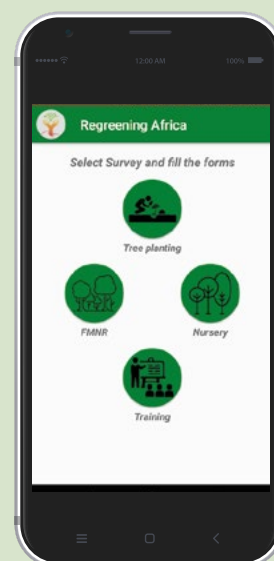 12:00 AM
100%
Regreening Africa
Select Survey and fill the forms
Tree planting
FMNR
Nursery
Training